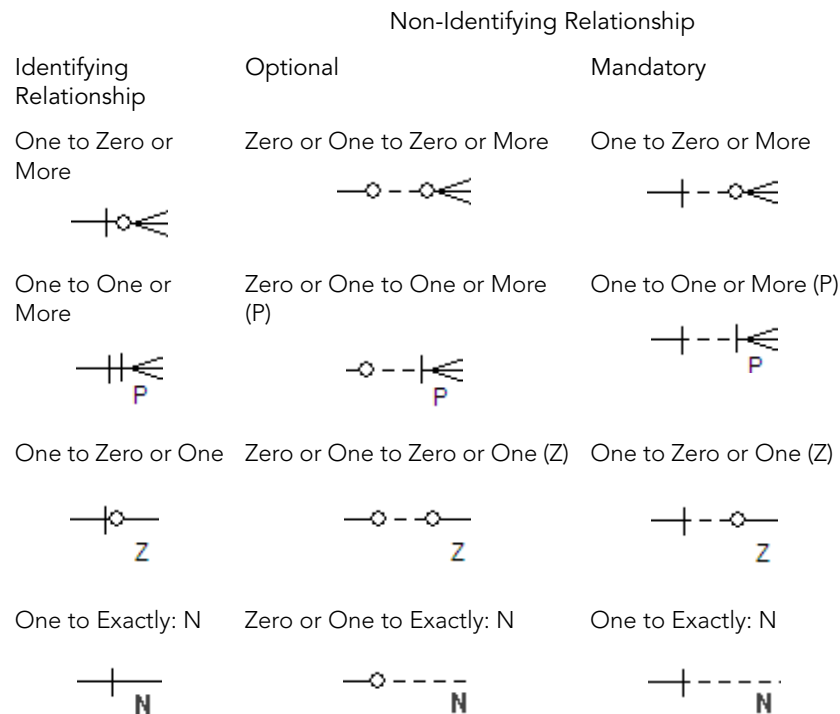 Non-Identifying Relationship
Identifying
Relationship
Optional
Mandatory
One to Zero or
More
Zero or One to Zero or More
One to Zero or More
One to One or
More
P
Zero or One to One or More
(P)
P
One to One or More (P)
P
One to Zero or One
Z
Zero or One to Zero or One (Z)
Z
One to Zero or One (Z)
Z
One to Exactly: N
N
Zero or One to Exactly: N
N
One to Exactly: N
N